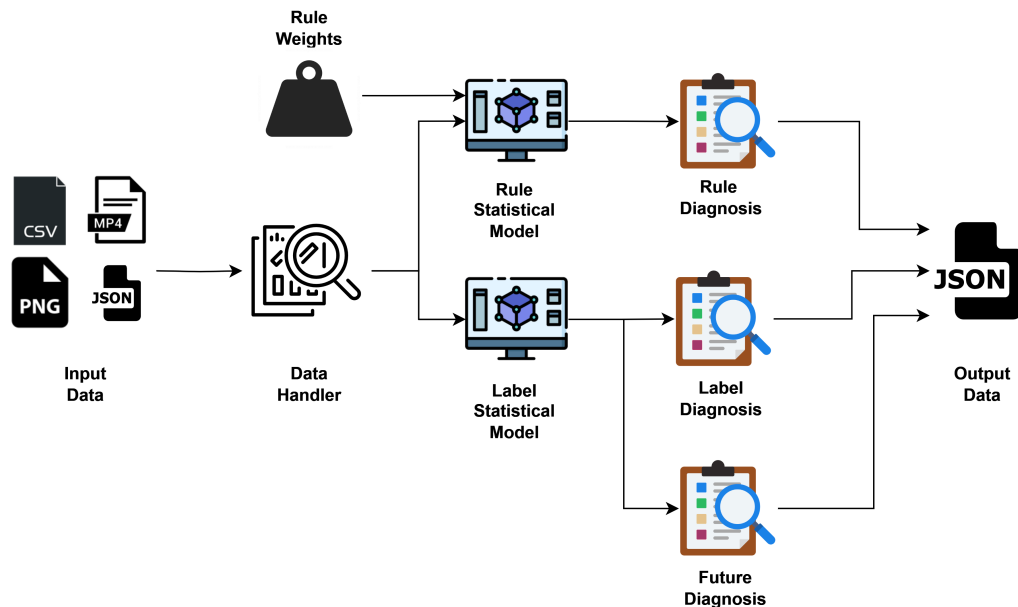 Rule
Weights
CSV
MP4
PNG
JSON
Input
Data
Data
Handler
Rule
Statistical
Model
Label
Statistical
Model
Rule
Diagnosis
Label
Diagnosis
Future
Diagnosis
JSON
Output
Data